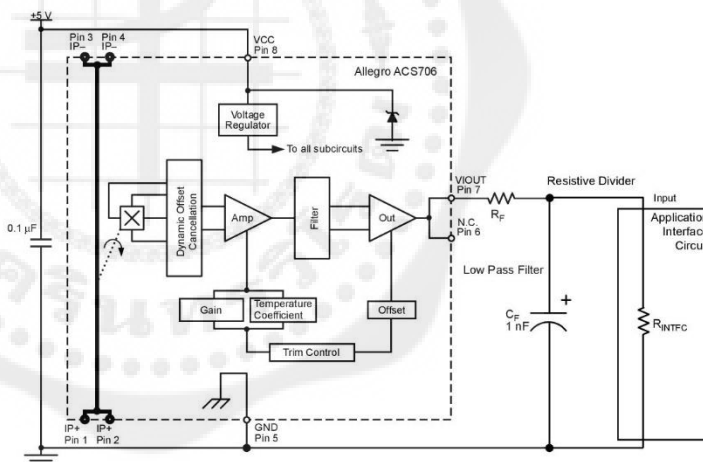 +5 V
Pin 3 Pin 4
IP– IP–
VCC
Pin 8
Allegro ACS706
Voltage
Regulator
To all subcircuits
VIOUT
Pin 7
Resistive Divider
Input
RF
Application
Interfac
Circui
0.1 µF
Dynamic Offset
Cancellation
Amp
Filter
Out
N.C.
Pin 6
Low Pass Filter
Gain
Temperature
Coefficient
Offset
CF
1 nF
+
RINTFC
Trim Control
GND
Pin 5
IP+ IP+
Pin 1 Pin 2